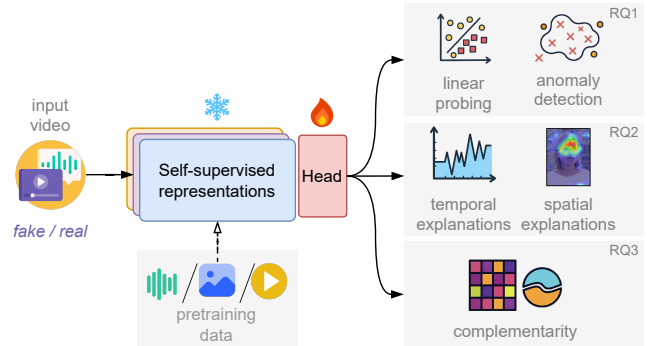 input
video
fake / real
Self-supervised
representations
Head
pretraining
data
RQ1
linear
probing
anomaly
detection
RQ2
temporal
explanations
spatial
explanations
RQ3
complementarity